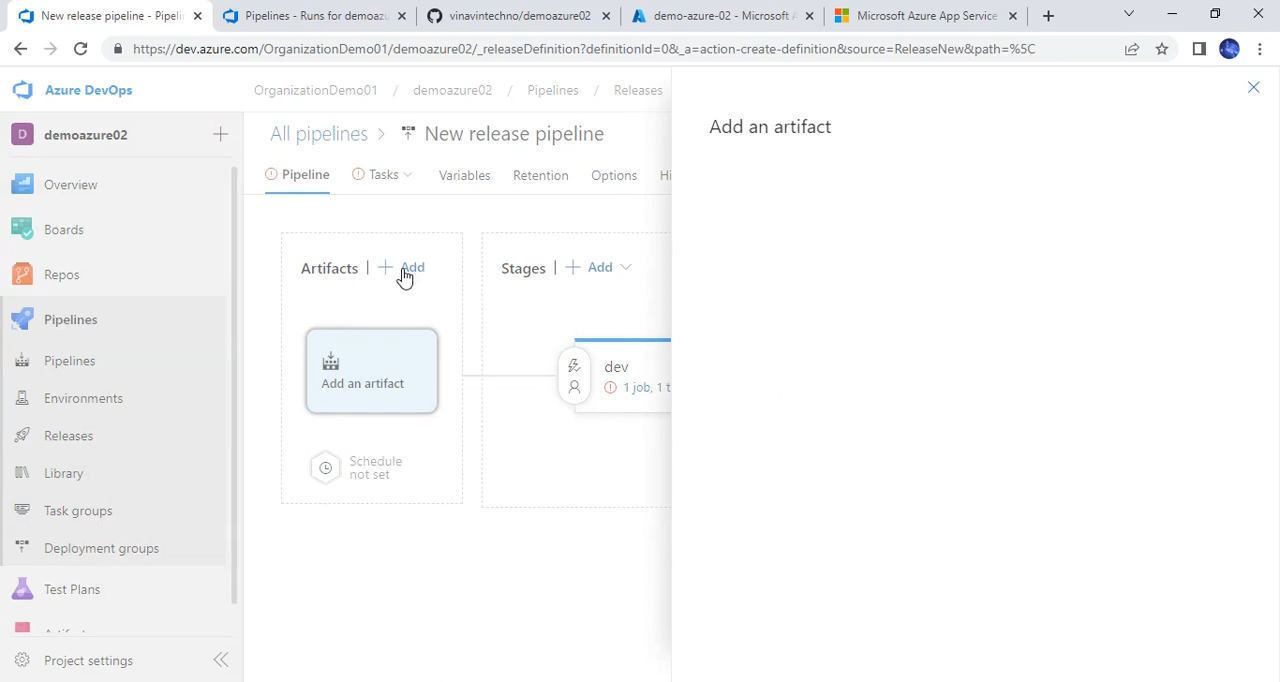 New release pipeline - Pipelin
Pipelines - Runs for demoazu
vinavintechno/demoazure02
demo-azure-02 - Microsoft A
Microsoft Azure App Service
https://dev.azure.com/OrganizationDemo01/demoazure02/_releaseDefinition?definitionId=0&_a=action-create-definition&source=ReleaseNew&path=%5C
Azure DevOps
OrganizationDemo01 / demoazure02 / Pipelines / Releases
D demoazure02
All pipelines > New release pipeline
Add an artifact
Pipeline Tasks Variables Retention Options Hi
Overview
Boards
Repos
Pipelines
Pipelines
Environments
Releases
Library
Task groups
Deployment groups
Test Plans
Project settings
Artifacts | + Add
Add an artifact
Schedule
not set
Stages | + Add
dev
1 job, 1 t